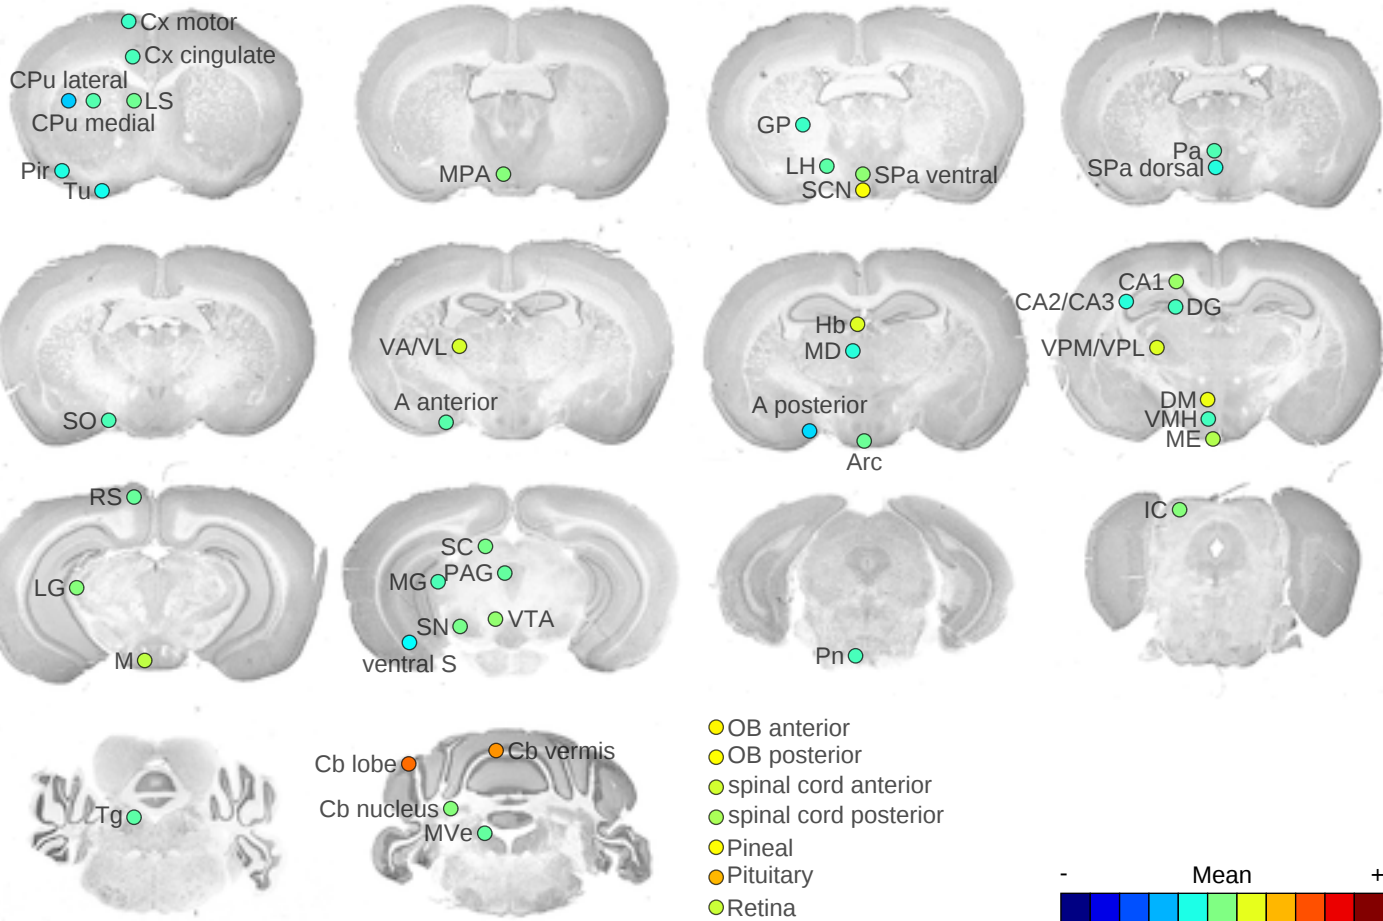 Cx motor
Cx cingulate
CPu lateral
LS
CPu medial
Pir
Tu
MPA
GP
LH
SPa ventral
SCN
Pa
SPa dorsal
SO
VA/VL
A anterior
Hb
MD
A posterior
Arc
CA1
CA2/CA3
DG
VPM/VPL
DM
VMH
ME
RS
LG
M
SC
PAG
MG
VTA
SN
ventral S
Pn
IC
Tg
Cb lobe
Cb vermis
Cb nucleus
MVe
OB anterior
OB posterior
spinal cord anterior
spinal cord posterior
Pineal
Pituitary
Retina
- Mean +